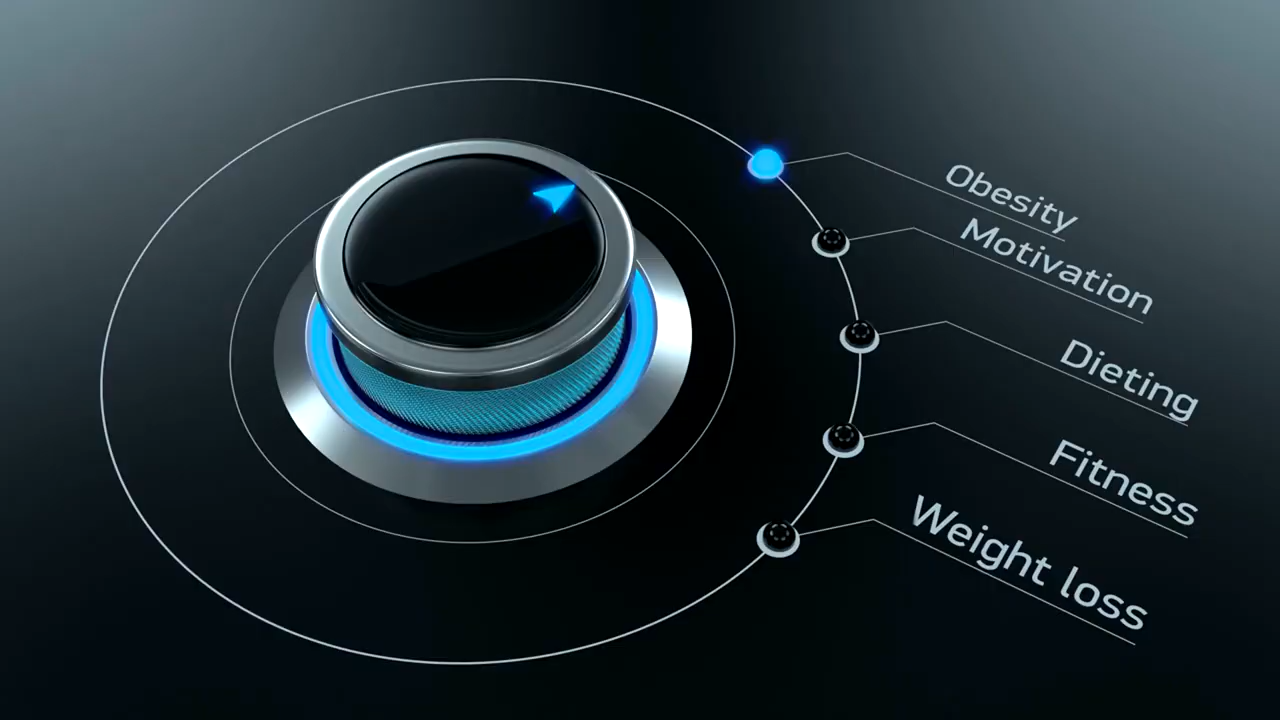 Obesity
Motivation
Dieting
Fitness
Weight loss